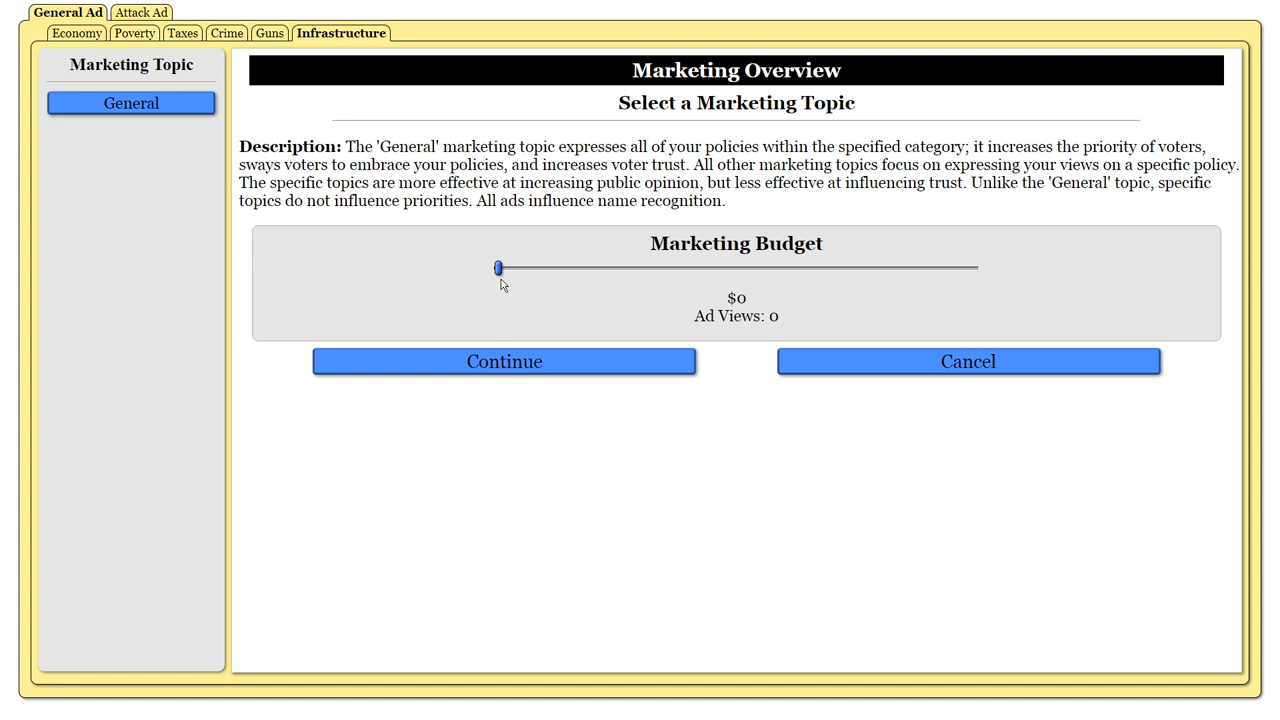 General Ad Attack Ad
Economy Poverty Taxes Crime Guns Infrastructure
Marketing Topic
General
Marketing Overview
Select a Marketing Topic
Description: The 'General' marketing topic expresses all of your policies within the specified category; it increases the priority of voters,
sways voters to embrace your policies, and increases voter trust. All other marketing topics focus on expressing your views on a specific policy.
The specific topics are more effective at increasing public opinion, but less effective at influencing trust. Unlike the 'General' topic, specific
topics do not influence priorities. All ads influence name recognition.
Marketing Budget
$0
Ad Views: 0
Continue Cancel